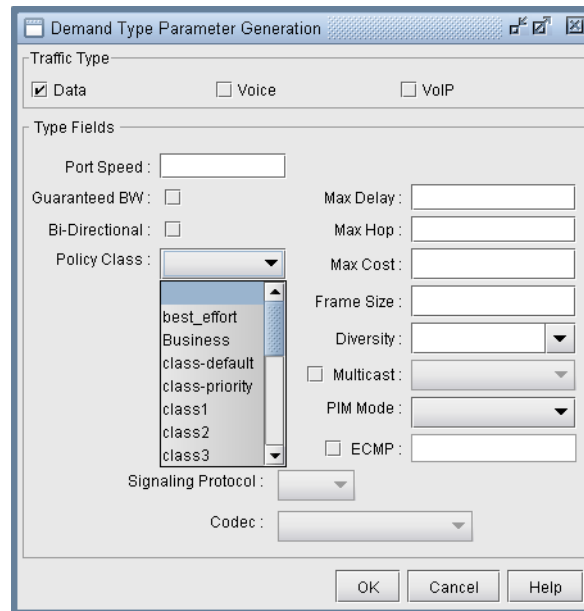 Demand Type Parameter Generation
Traffic Type
Data Voice VoIP
Type Fields
Port Speed :
Guaranteed BW : Max Delay :
Bi-Directional : Max Hop :
Policy Class : Max Cost :
Frame Size :
best_effort
Business Diversity :
class-default
class-priority Multicast :
class1 PIM Mode :
class2
class3 ECMP :
Signaling Protocol :
Codec :
OK Cancel Help